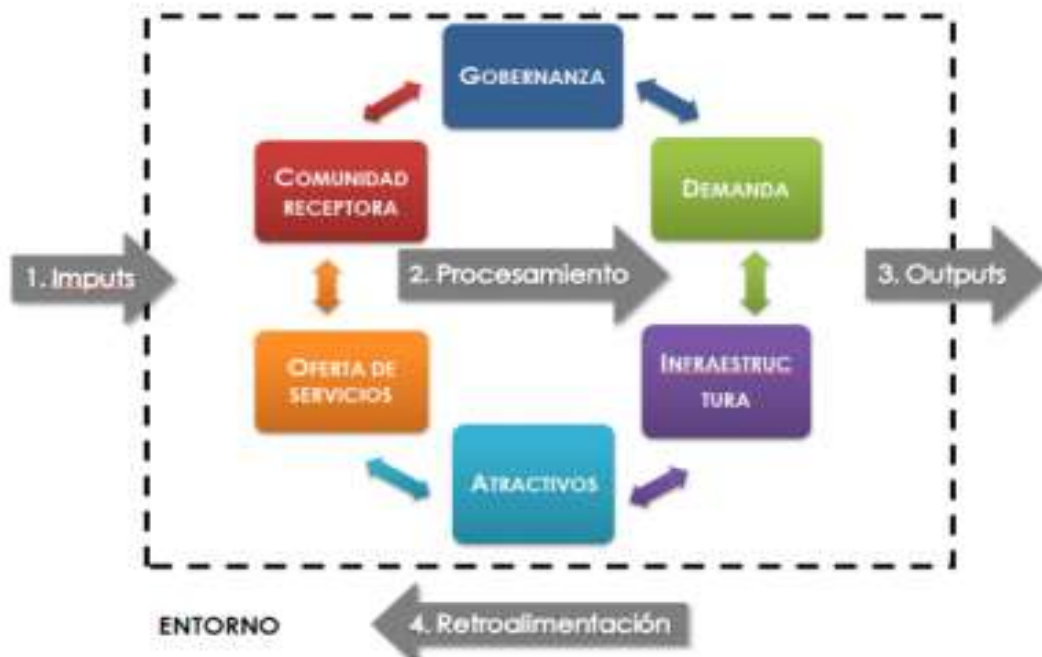 GOBERNANZA
COMUNIDAD
RECEPTORA
DEMANDA
1. Imputs
2. Procesamiento
3. Outputs
OFERTA DE
SERVICIOS
INFRAESTRUC
TURA
ATRACTIVOS
ENTORNO
4. Retroalimentación